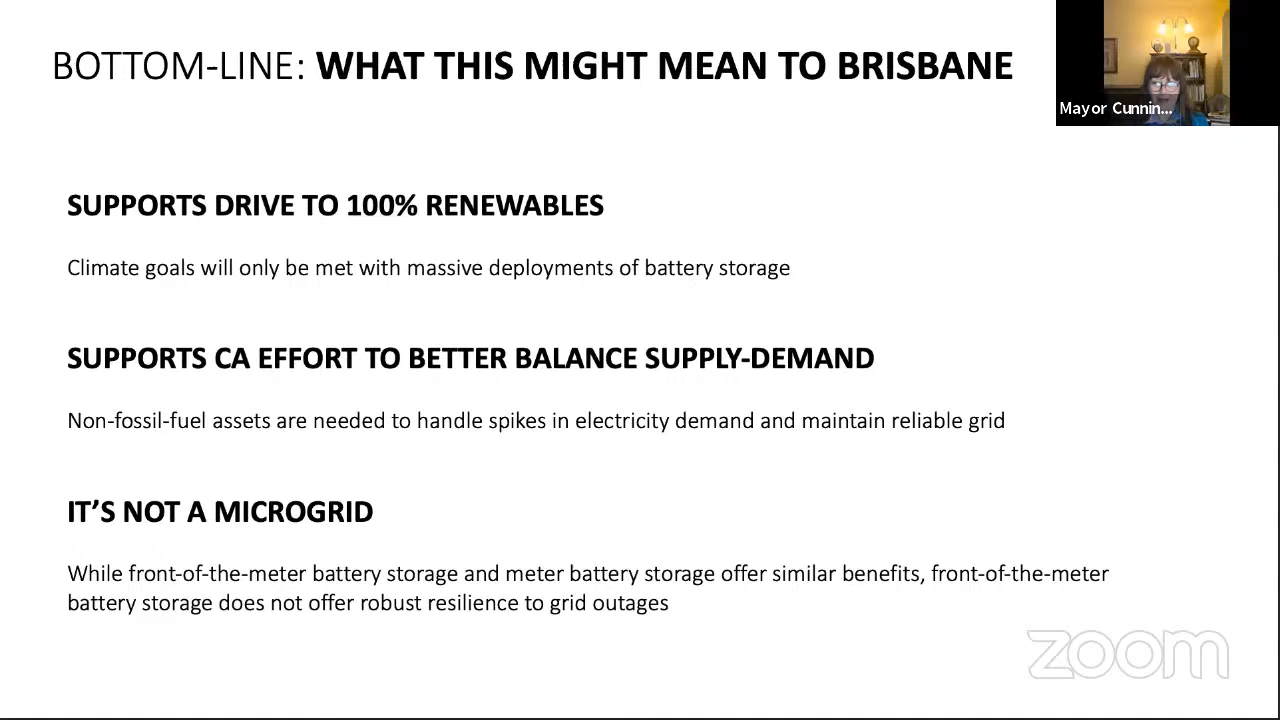 BOTTOM-LINE: WHAT THIS MIGHT MEAN TO BRISBANE
Mayor Cunnin...
SUPPORTS DRIVE TO 100% RENEWABLES
Climate goals will only be met with massive deployments of battery storage
SUPPORTS CA EFFORT TO BETTER BALANCE SUPPLY-DEMAND
Non-fossil-fuel assets are needed to handle spikes in electricity demand and maintain reliable grid
IT’S NOT A MICROGRID
While front-of-the-meter battery storage and meter battery storage offer similar benefits, front-of-the-meter
battery storage does not offer robust resilience to grid outages
zoom